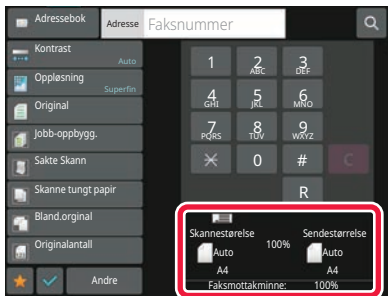 Adressebok
Adresse
Faksnummer
Kontrast
Auto
Oppløsning
Superfin
Original
Jobb-oppbygg.
Sakte Skann
Skanne tungt papir
Bland.orginal
Originalantall
Andre
1
2 ABC
3 DEF
4 GHI
5 JKL
6 MNO
7 PQRS
8 TUV
9 WXYZ
0
#
C
R
Skannestørelse
Sendestørrelse
Auto
100%
Auto
A4
A4
Faksmottakminne: 100%